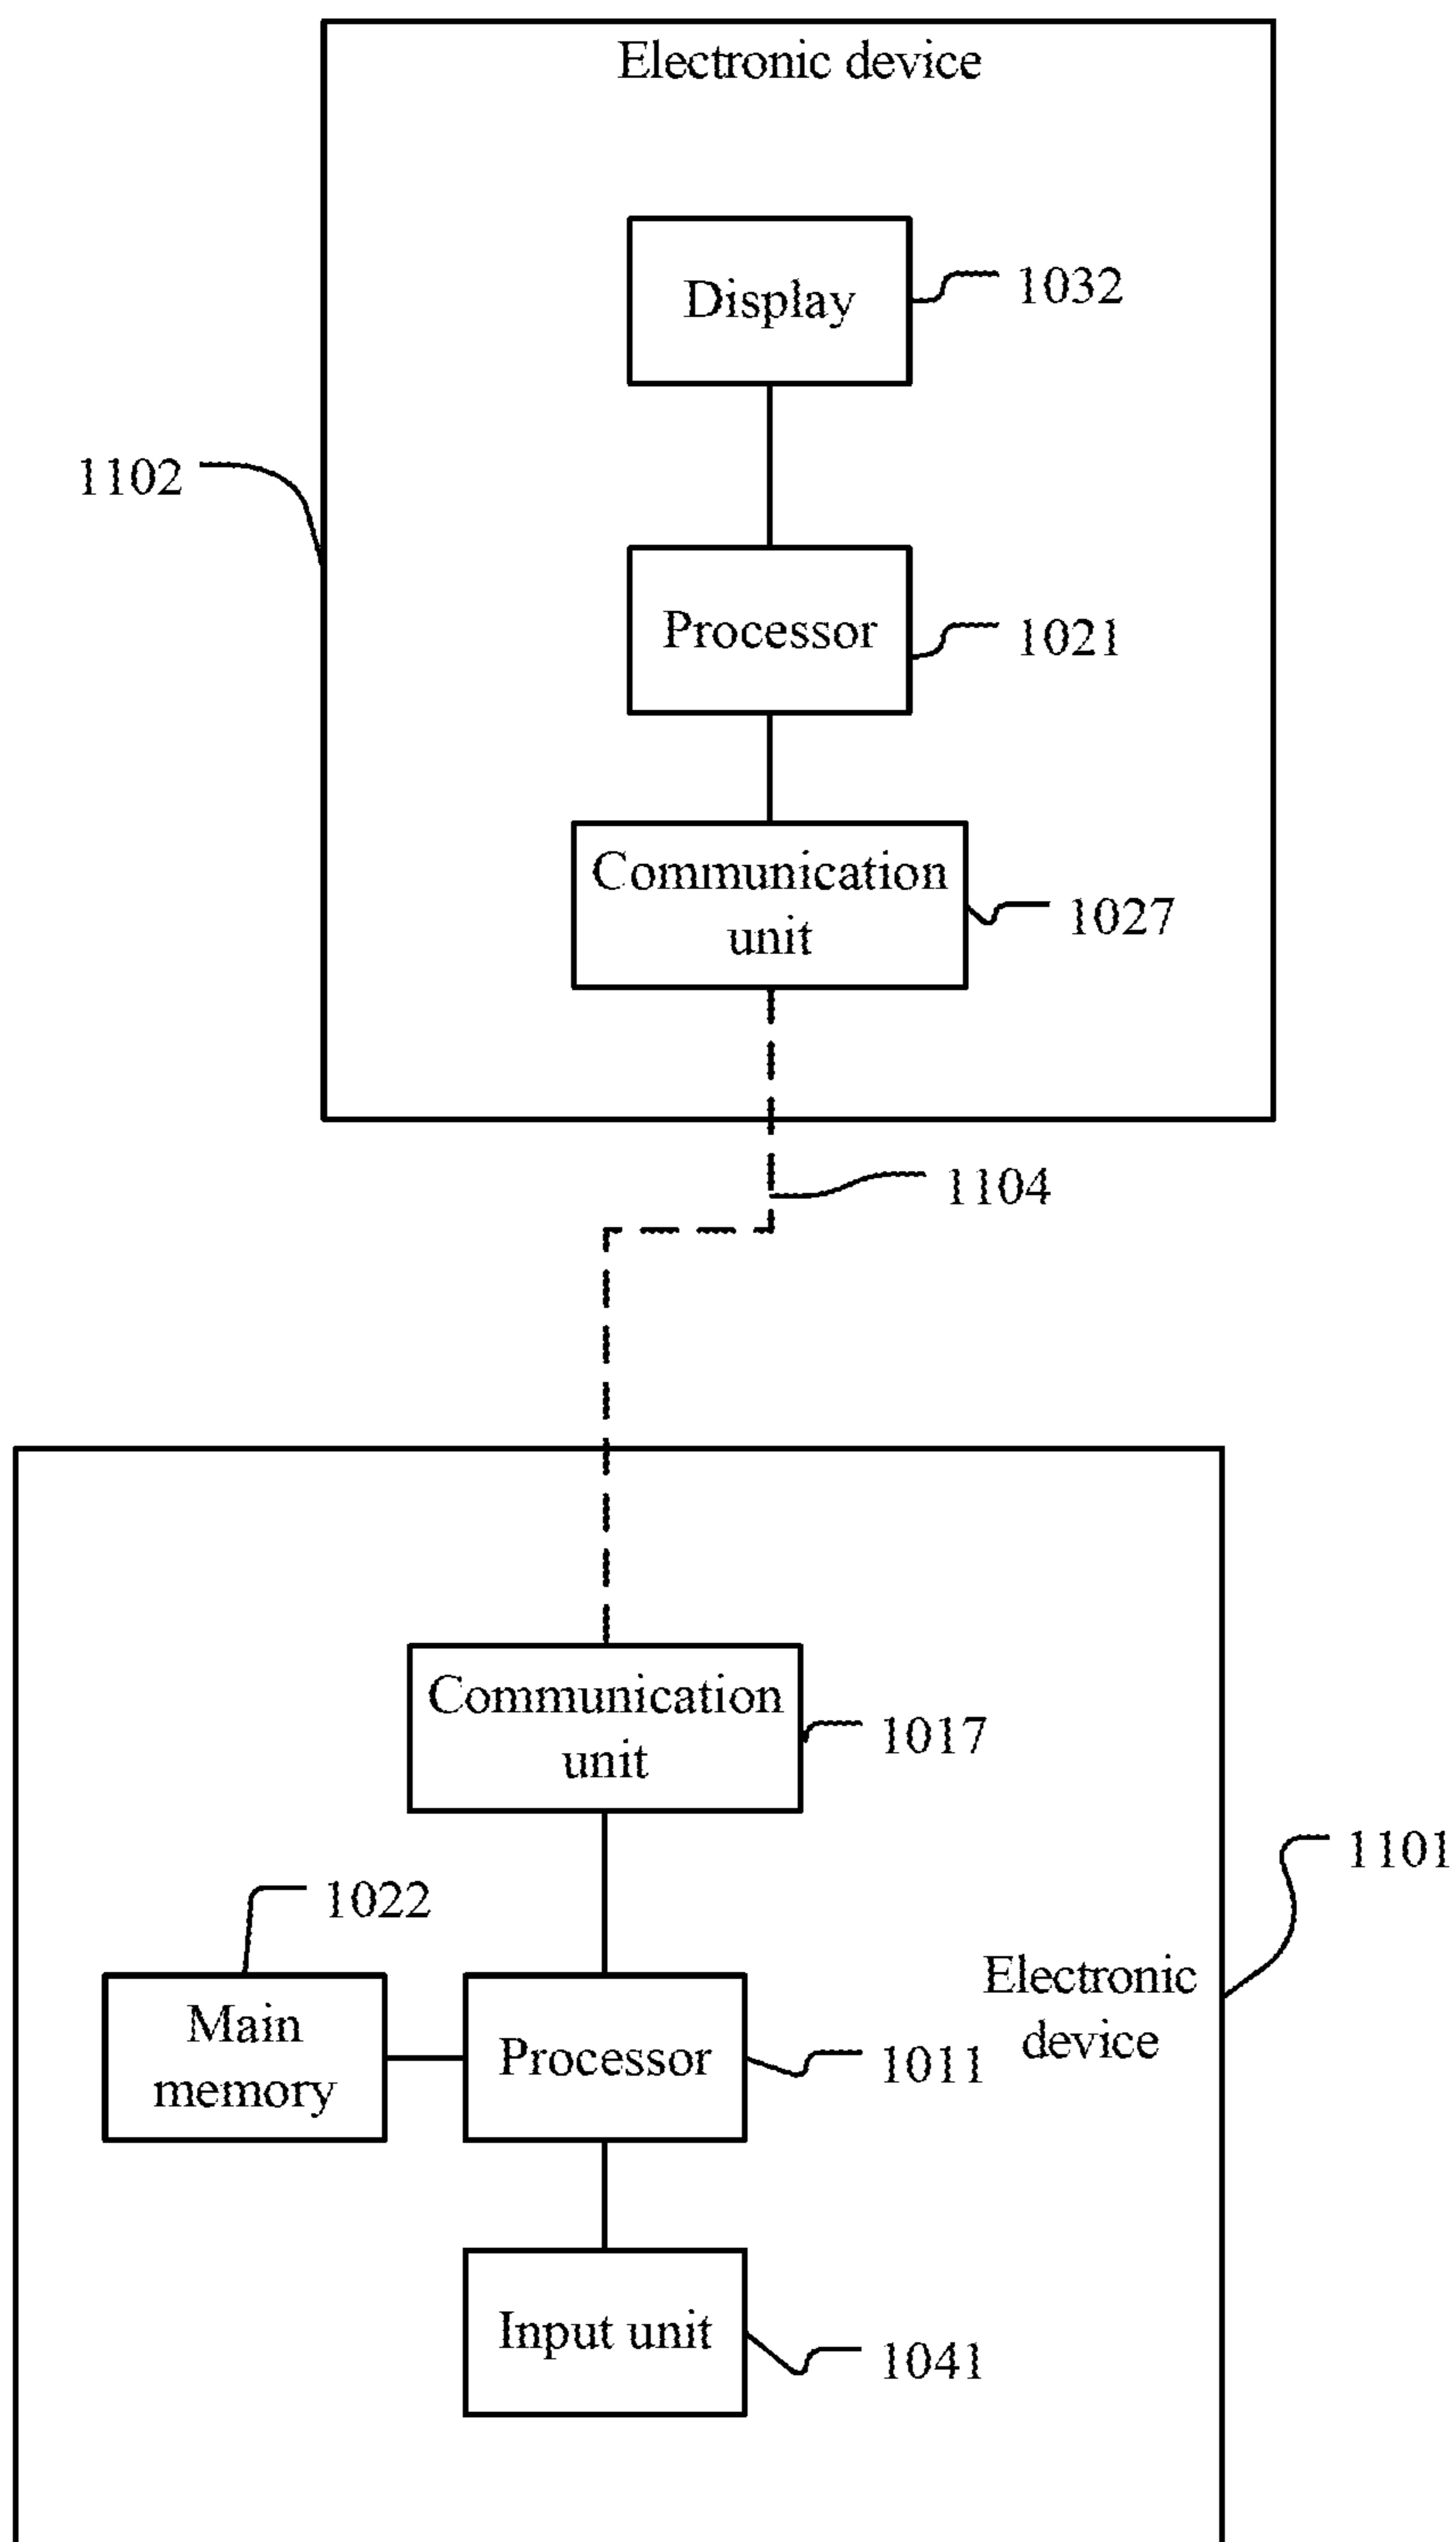 Electronic device
Display
1032
1102
Processor
1021
Communication
unit
1027
1104
Communication
unit
1017
1101
1022
Main
memory
Processor
1011
Electronic
device
Input unit
1041